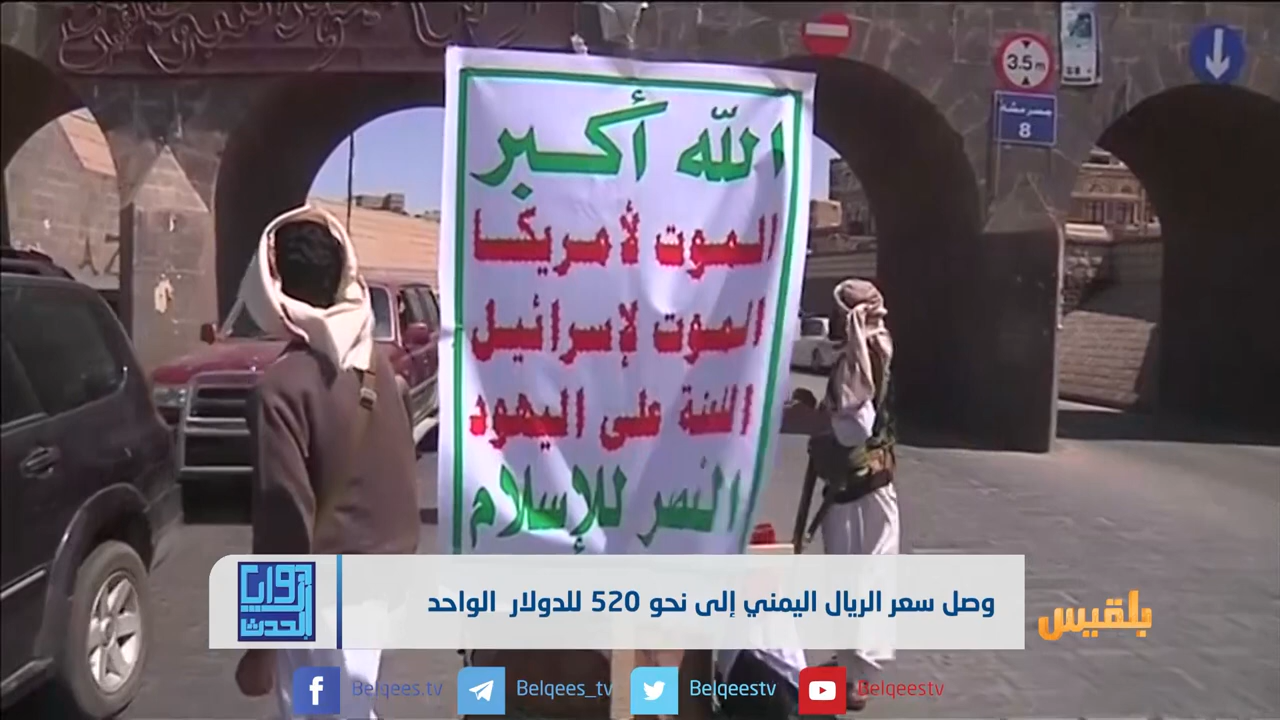 3.5 m
8
الله أكبر
الموت لأمريكا
الموت لإسرائيل
اللعنة على اليهود
النصر للإسلام
زوايا
الحدث
وصل سعر الريال اليمني إلى نحو 520 للدولار الواحد
بلقيس
Belqees.tv
Belqees_tv
Belqeestv
Belqeestv